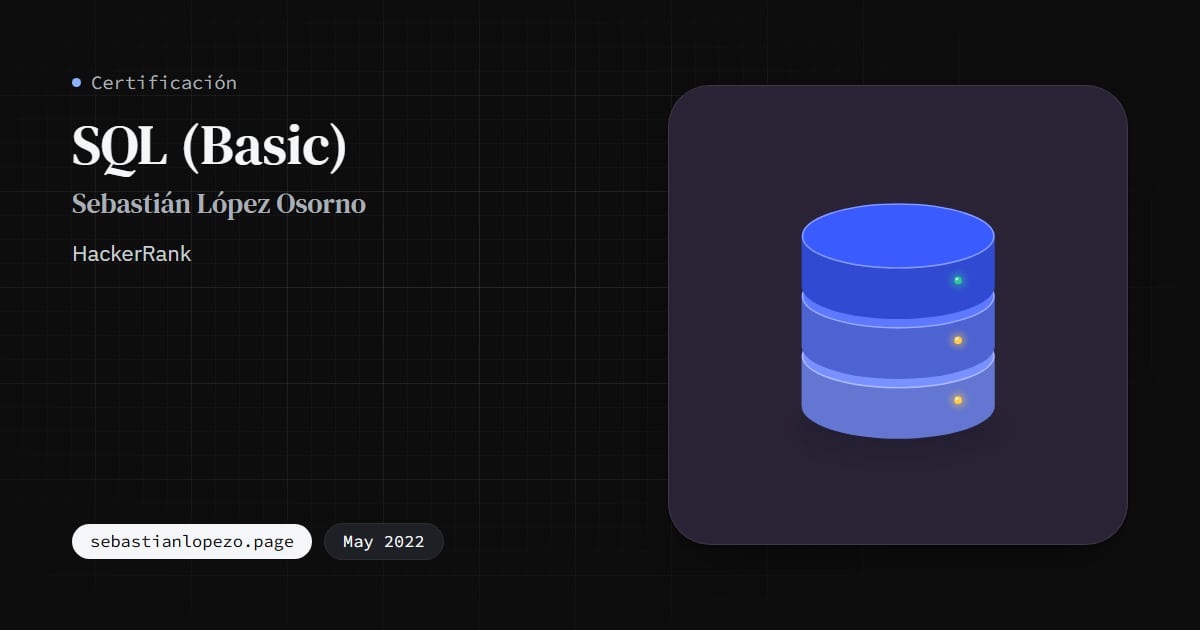 Certificación
SQL (Basic)
Sebastián López Osorno
HackerRank
sebastianlopezo.page
May 2022